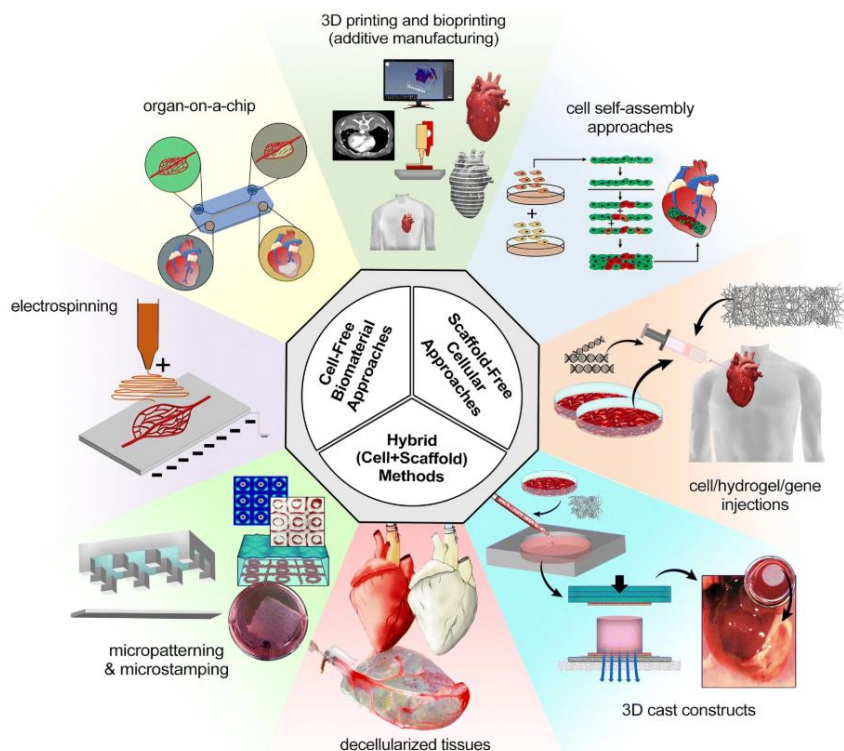 3D printing and bioprinting
(additive manufacturing)
organ-on-a-chip
cell self-assembly
approaches
+
electrospinning
+
Cell-Free
Biomaterial
Approaches
Scaffold-Free
Cellular
Approaches
Hybrid
(Cell+Scaffold)
Methods
cell/hydrogel/gene
injections
micropatterning
& microstamping
3D cast constructs
decellularized tissues